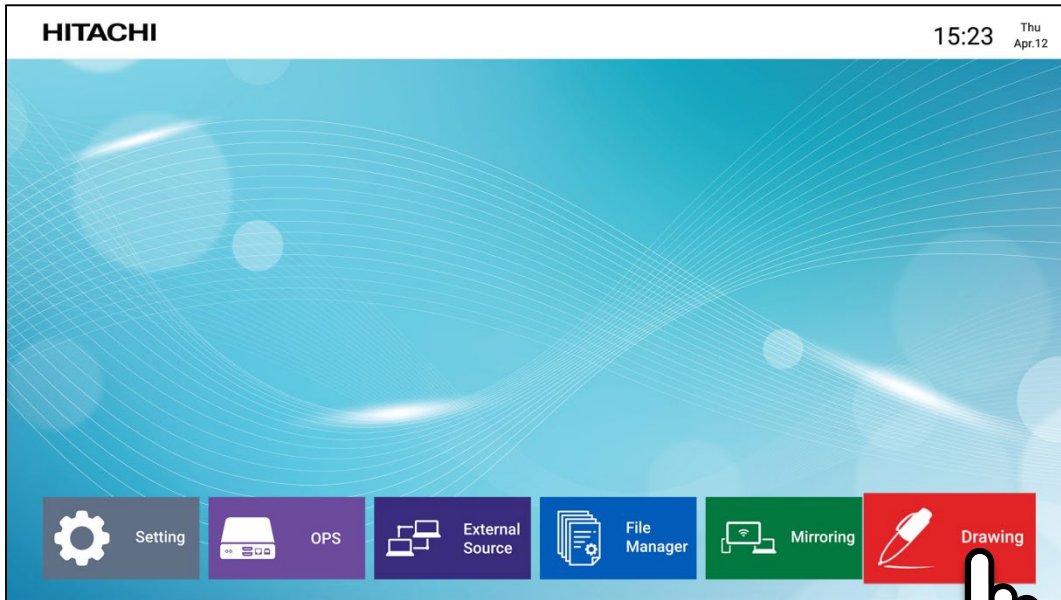 HITACHI
15:23
Thu
Apr.12
Setting
OPS
External
Source
File
Manager
Mirroring
Drawing